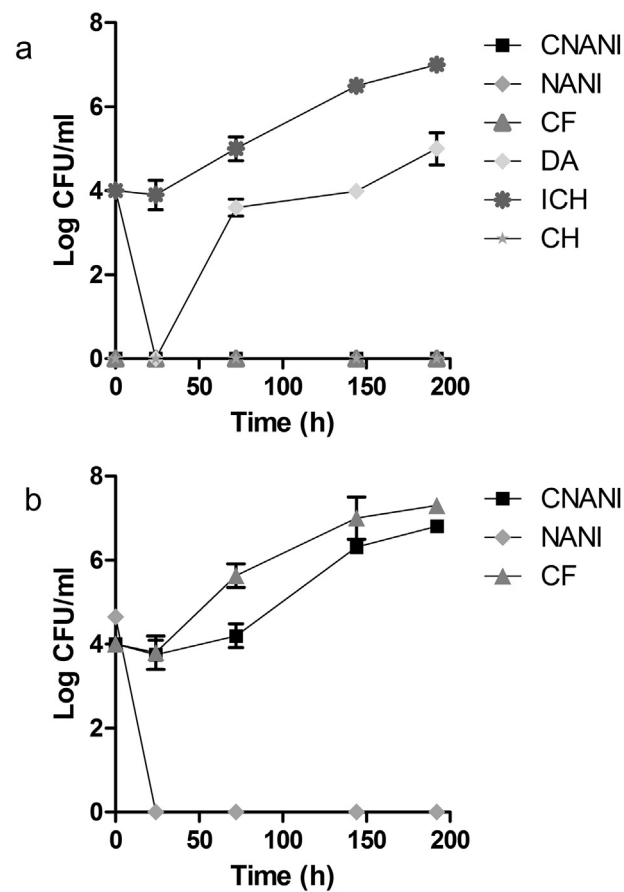 a
8
6
4
2
0
Log CFU/ml
0 50 100 150 200
Time (h)
CNANI
NANI
CF
DA
ICH
CH
b
8
6
4
2
0
Log CFU/ml
0 50 100 150 200
Time (h)
CNANI
NANI
CF